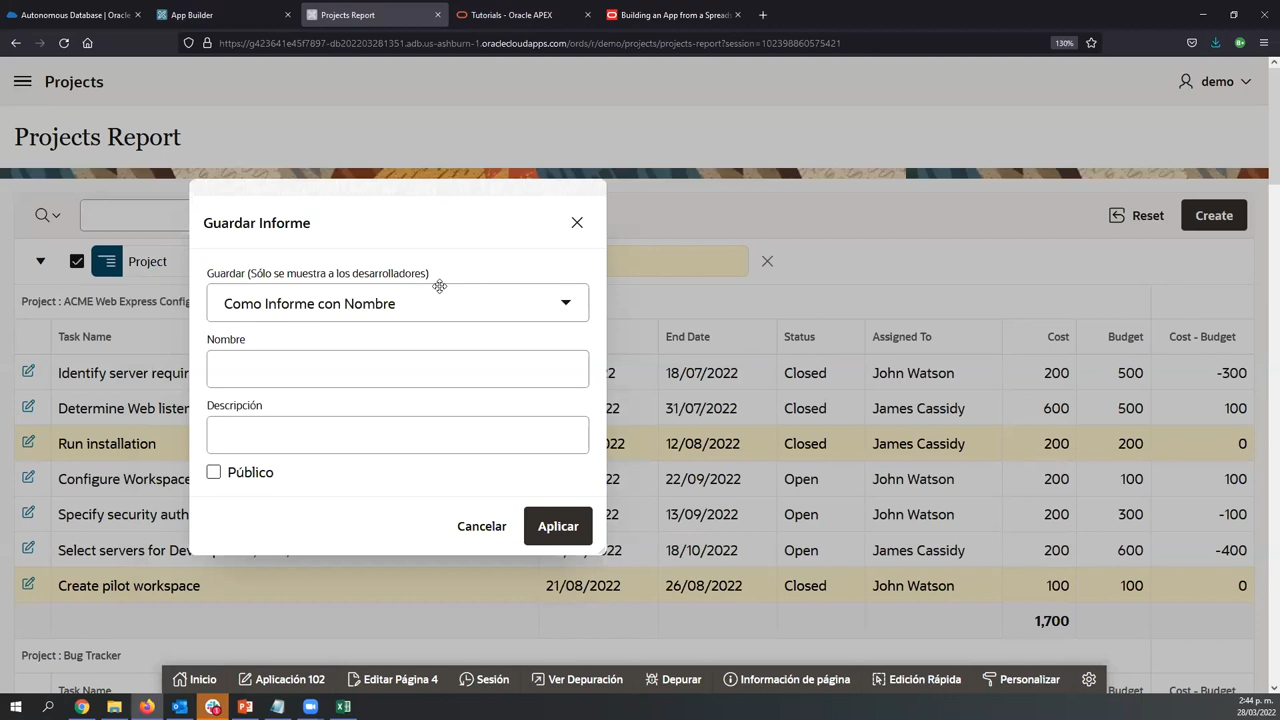 Autonomous Database | Oracle
App Builder
Projects Report
Tutorials - Oracle APEX
Building an App from a Spreads
https://g423641e45f7897-db202203281351.adb.us-ashburn-1.oraclecloudapps.com/ords/r/demo/projects/projects-report?session=102398860575421
130%
Projects
demo
Projects Report
Reset
Create
Project
Guardar Informe
Guardar (Sólo se muestra a los desarrolladores)
Como Informe con Nombre
Nombre
Descripción
Público
Cancelar
Aplicar
Project : ACME Web Express Config
Task Name End Date Status Assigned To Cost Budget Cost - Budget
Identify server requir 2 18/07/2022 Closed John Watson 200 500 -300
Determine Web listen 22 31/07/2022 Closed James Cassidy 600 500 100
Run installation 022 12/08/2022 Closed James Cassidy 200 200 0
Configure Workspace 22 22/09/2022 Open John Watson 200 100 100
Specify security auth 22 13/09/2022 Open John Watson 200 300 -100
Select servers for Dev 22 18/10/2022 Open James Cassidy 200 600 -400
Create pilot workspace 21/08/2022 26/08/2022 Closed John Watson 100 100 0
1,700
Project : Bug Tracker
Task Name
Inicio Aplicación 102 Editar Página 4 Sesión Ver Depuración Depurar Información de página Edición Rápida Personalizar
2:44 p. m.
28/03/2022